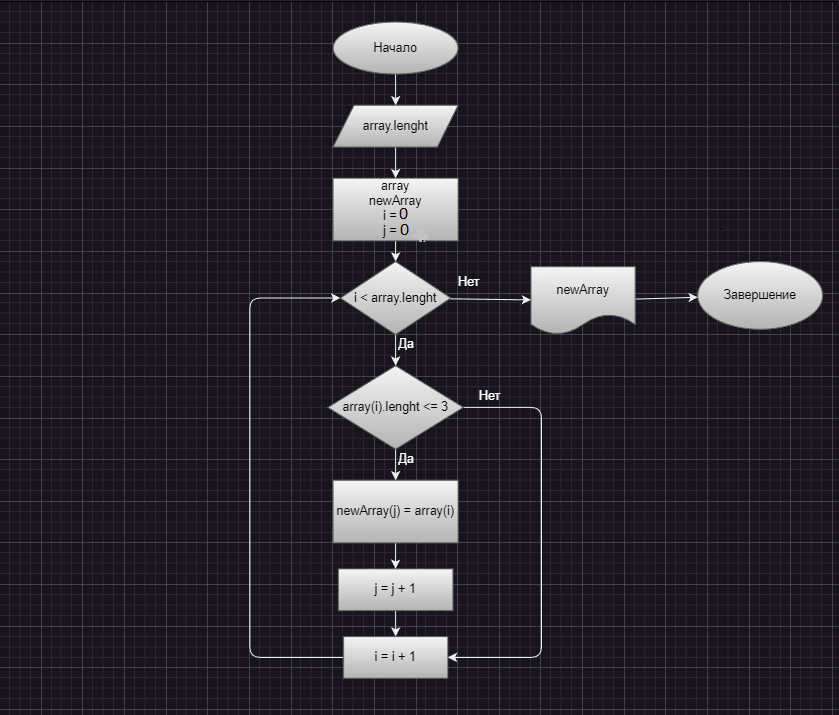 Начало
array.lenght
array
newArray
i = 0
j = 0
i < array.lenght
Нет
newArray
Завершение
Да
array(i).lenght <= 3
Нет
Да
newArray(j) = array(i)
j = j + 1
i = i + 1